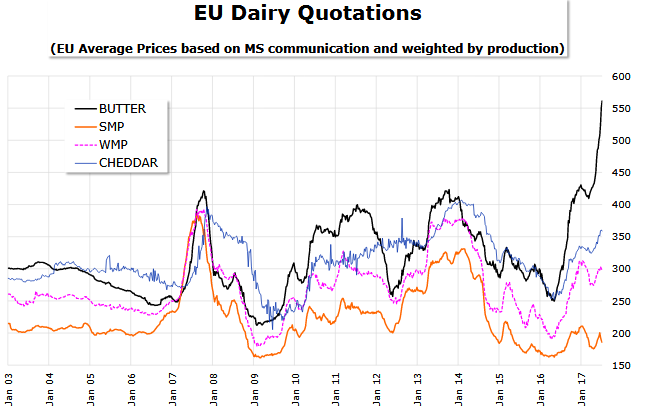 EU Dairy Quotations
(EU Average Prices based on MS communication and weighted by production)
BUTTER
SMP
WMP
CHEDDAR
600
550
500
450
400
350
300
250
200
150
Jan 03
Jan 04
Jan 05
Jan 06
Jan 07
Jan 08
Jan 09
Jan 10
Jan 11
Jan 12
Jan 13
Jan 14
Jan 15
Jan 16
Jan 17